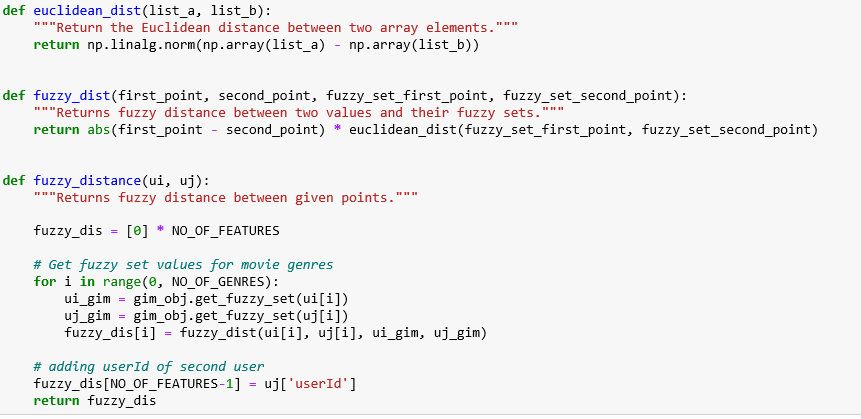 def euclidean_dist(list_a, list_b):
    """Return the Euclidean distance between two array elements."""
    return np.linalg.norm(np.array(list_a) - np.array(list_b))
def fuzzy_dist(first_point, second_point, fuzzy_set_first_point, fuzzy_set_second_point):
    """Returns fuzzy distance between two values and their fuzzy sets."""
    return abs(first_point - second_point) * euclidean_dist(fuzzy_set_first_point, fuzzy_set_second_point)
def fuzzy_distance(ui, uj):
    """Returns fuzzy distance between given points."""
    fuzzy_dis = [0] * NO_OF_FEATURES
    # Get fuzzy set values for movie genres
    for i in range(0, NO_OF_GENRES):
        ui_gim = gim_obj.get_fuzzy_set(ui[i])
        uj_gim = gim_obj.get_fuzzy_set(uj[i])
        fuzzy_dis[i] = fuzzy_dist(ui[i], uj[i], ui_gim, uj_gim)
    # adding userId of second user
    fuzzy_dis[NO_OF_FEATURES-1] = uj['userId']
    return fuzzy_dis